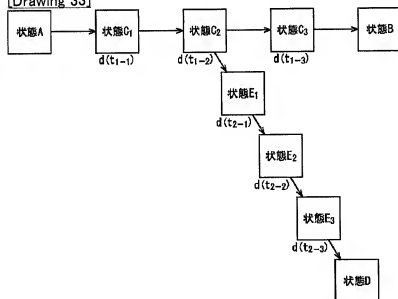 [Drawing 33]
状態A 状態C₁ 状態C₂ 状態C₃ 状態B
d(t₁₋₁) d(t₁₋₂) d(t₁₋₃)
状態E₁
d(t₂₋₁)
状態E₂
d(t₂₋₂)
状態E₃
d(t₂₋₃)
状態D